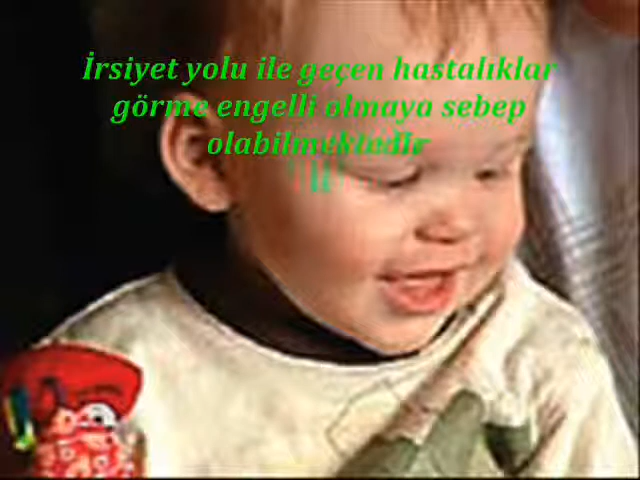 İrsiyet yolu ile geçen hastalıklar
görme engelli olmaya sebep
olabilmektedir